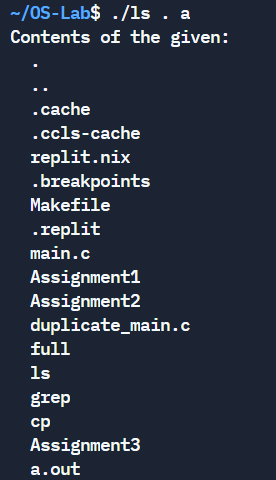 ~/OS-Lab$ ./ls . a
Contents of the given:
.
..
.cache
.ccls-cache
replit.nix
.breakpoints
Makefile
.replit
main.c
Assignment1
Assignment2
duplicate_main.c
full
ls
grep
cp
Assignment3
a.out